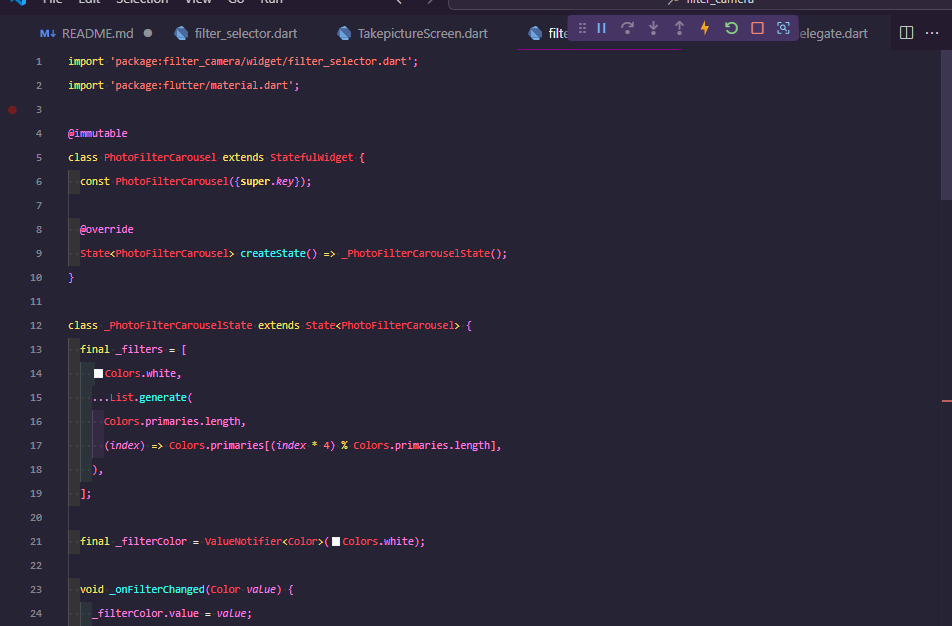 File Edit Selection View Go Run filter_camera
README.md filter_selector.dart TakepictureScreen.dart filte elegate.dart
1 import 'package:filter_camera/widget/filter_selector.dart';
2 import 'package:flutter/material.dart';
3
4 @immutable
5 class PhotoFilterCarousel extends StatefulWidget {
6 const PhotoFilterCarousel({super.key});
7
8 @override
9 State<PhotoFilterCarousel> createState() => _PhotoFilterCarouselState();
10 }
11
12 class _PhotoFilterCarouselState extends State<PhotoFilterCarousel> {
13 final _filters = [
14 Colors.white,
15 ...List.generate(
16 Colors.primaries.length,
17 (index) => Colors.primaries[(index * 4) % Colors.primaries.length],
18 ),
19 ];
20
21 final _filterColor = ValueNotifier<Color>(Colors.white);
22
23 void _onFilterChanged(Color value) {
24 _filterColor.value = value;